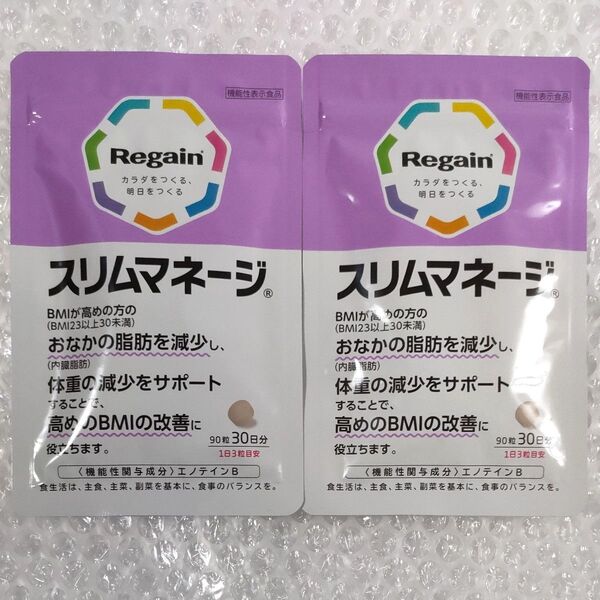 機能性表示食品
Regain®
カラダをつくる、
明日をつくる
スリムマネージ®
BMIが高めの方の
(BMI23以上30未満)
おなかの脂肪を減少し、
(内臓脂肪)
体重の減少をサポート
することで、
高めのBMIの改善に
役立ちます。
90粒30日分
1日3粒目安
〈機能性関与成分〉エノテインB
食生活は、主食、主菜、副菜を基本に、食事のバランスを。
機能性表示食品
Regain®
カラダをつくる、
明日をつくる
スリムマネージ®
BMIが高めの方の
(BMI23以上30未満)
おなかの脂肪を減少し、
(内臓脂肪)
体重の減少をサポート
することで、
高めのBMIの改善に
役立ちます。
90粒30日分
1日3粒目安
〈機能性関与成分〉エノテインB
食生活は、主食、主菜、副菜を基本に、食事のバランスを。